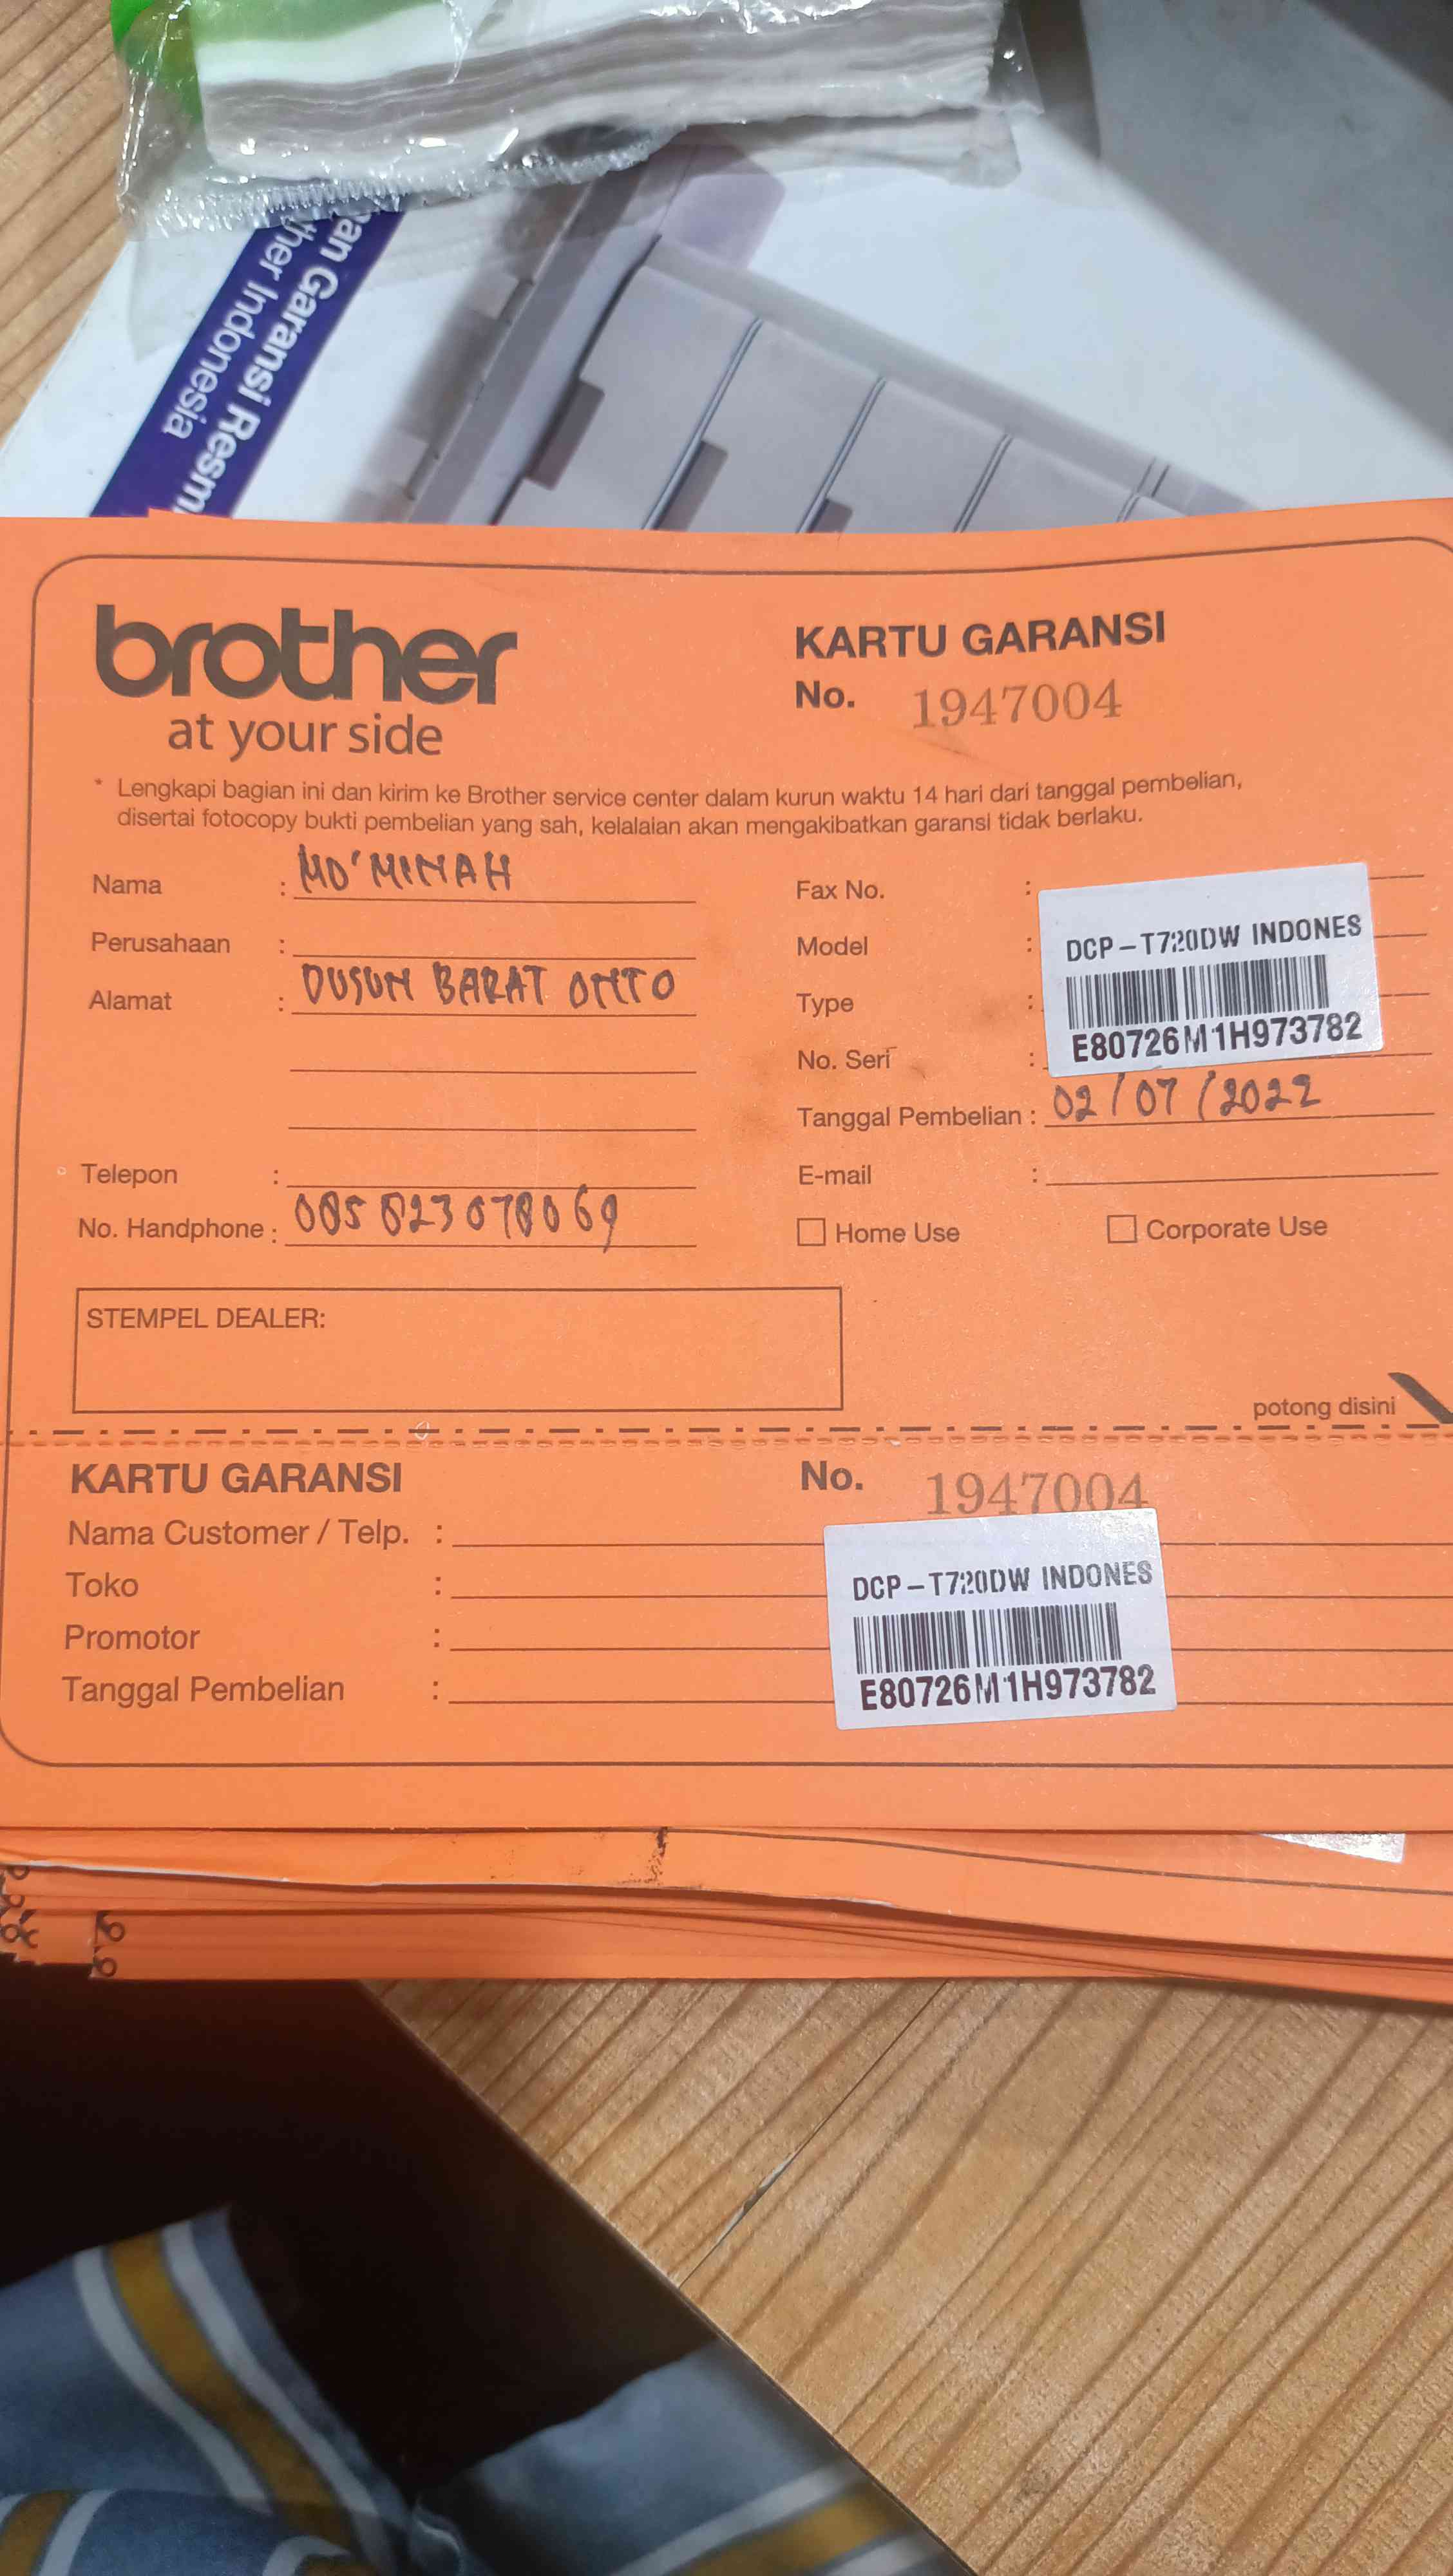 an Garansi Resmi
ther Indonesia
brother
at your side
KARTU GARANSI
No. 1947004
* Lengkapi bagian ini dan kirim ke Brother service center dalam kurun waktu 14 hari dari tanggal pembelian,
disertai fotocopy bukti pembelian yang sah, kelalaian akan mengakibatkan garansi tidak berlaku.
Nama : MO'MINAH
Perusahaan :
Alamat : DUSUN BARAT ONTO
Telepon :
No. Handphone :
Fax No. :
Model :
Type :
No. Seri :
DCP-T720DW INDONES
E80726M1H973782
Tanggal Pembelian : 02/07/2022
E-mail :
Home Use
Corporate Use
STEMPEL DEALER:
potong disini
KARTU GARANSI
No. 1947004
Nama Customer / Telp. :
Toko :
Promotor :
Tanggal Pembelian :
DCP-T720DW INDONES
E80726M1H973782